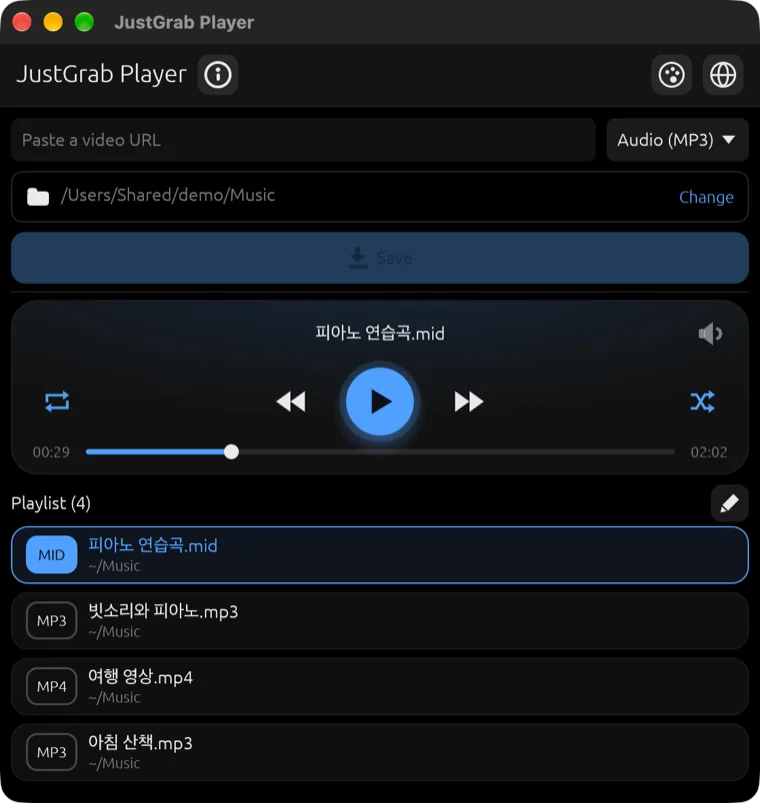 JustGrab Player
JustGrab Player
Paste a video URL
Audio (MP3)
/Users/Shared/demo/Music
Change
Save
피아노 연습곡.mid
00:29
02:02
Playlist (4)
MID
피아노 연습곡.mid
~/Music
MP3
빗소리와 피아노.mp3
~/Music
MP4
여행 영상.mp4
~/Music
MP3
아침 산책.mp3
~/Music